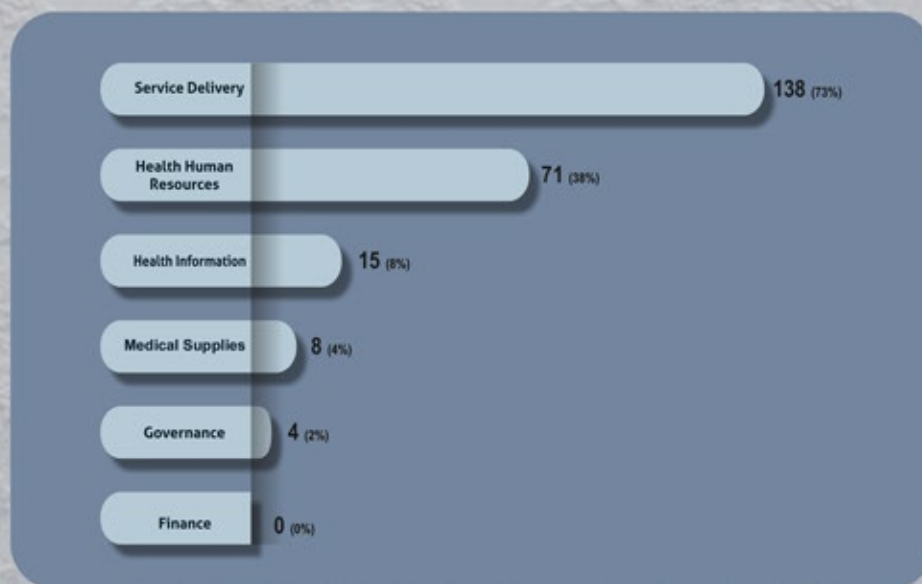 Service Delivery 138 (73%)
Health Human
Resources 71 (38%)
Health Information 15 (8%)
Medical Supplies 8 (4%)
Governance 4 (2%)
Finance 0 (0%)